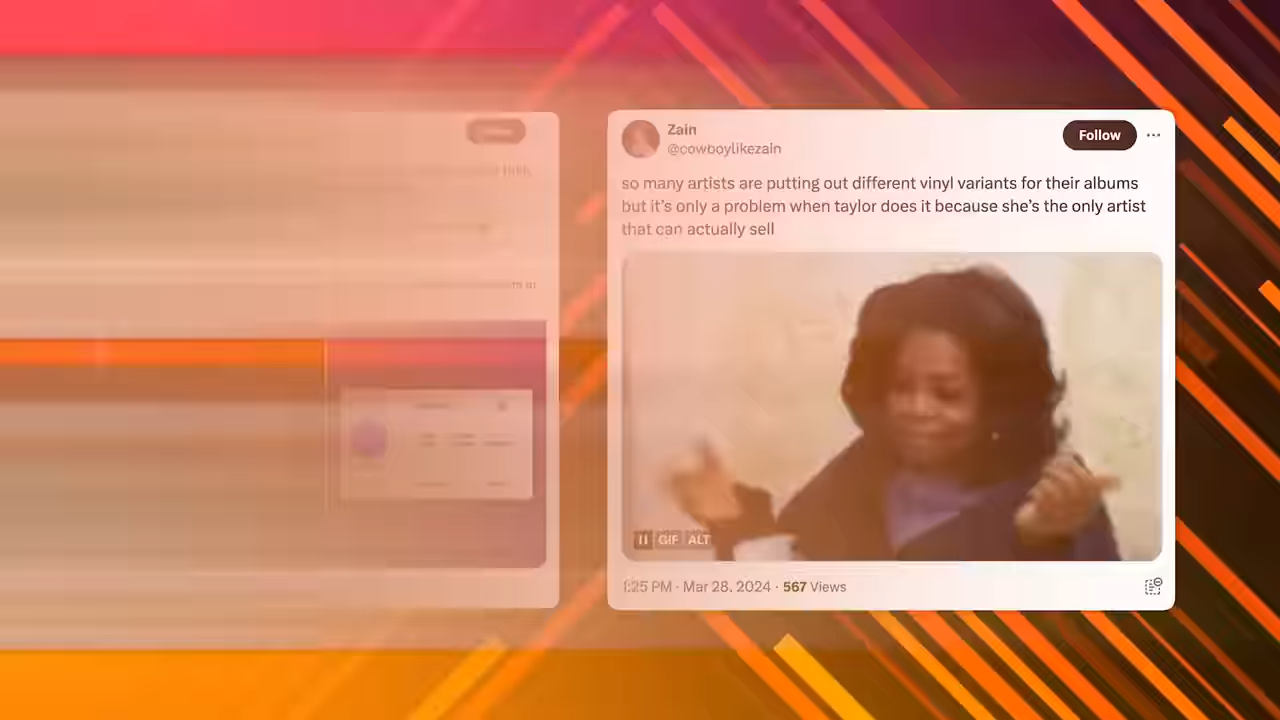 Zain
@cowboylikezain
Follow
so many artists are putting out different vinyl variants for their albums
but it's only a problem when taylor does it because she's the only artist
that can actually sell
GIF ALT
1:25 PM · Mar 28, 2024 · 567 Views